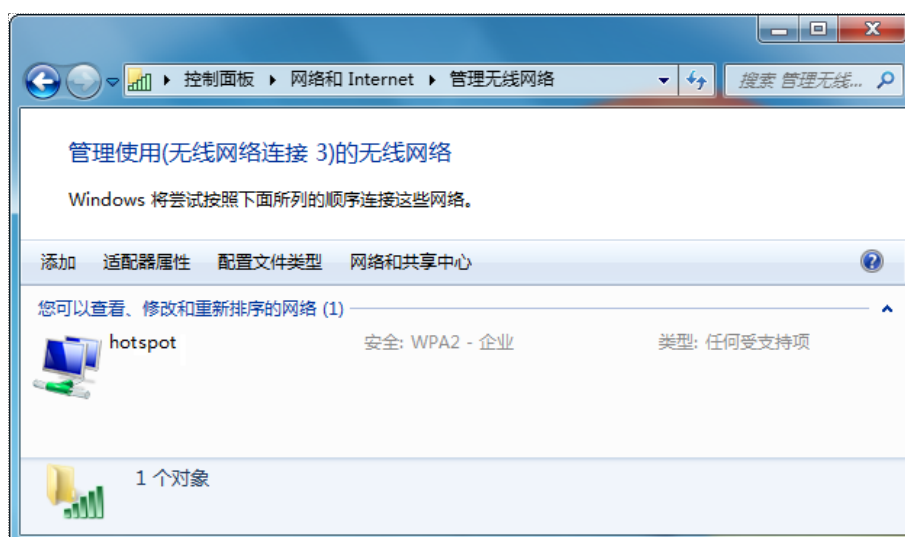 控制面板 网络和 Internet 管理无线网络 搜索 管理无线...
管理使用(无线网络连接 3)的无线网络
Windows 将尝试按照下面所列的顺序连接这些网络。
添加 适配器属性 配置文件类型 网络和共享中心
您可以查看、修改和重新排序的网络 (1)
hotspot 安全: WPA2 - 企业 类型: 任何受支持项
1 个对象